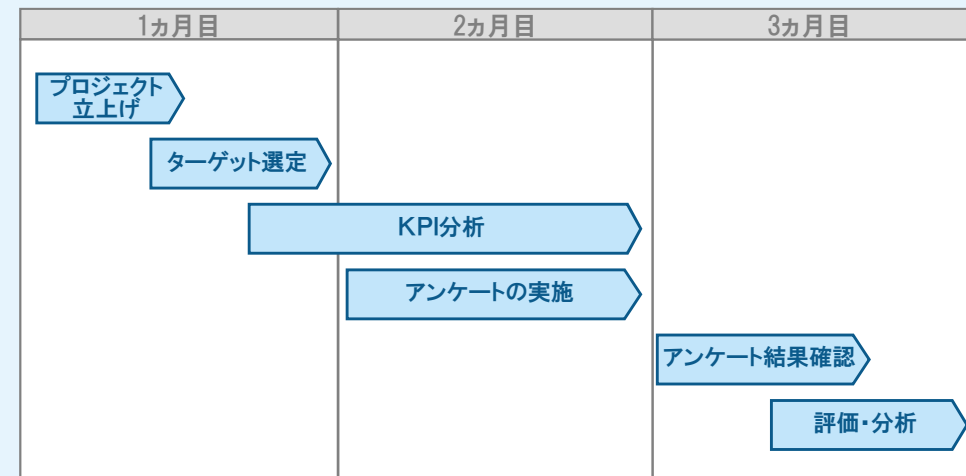 1ヵ月目
2ヵ月目
3ヵ月目
プロジェクト
立上げ
ターゲット選定
KPI分析
アンケートの実施
アンケート結果確認
評価・分析